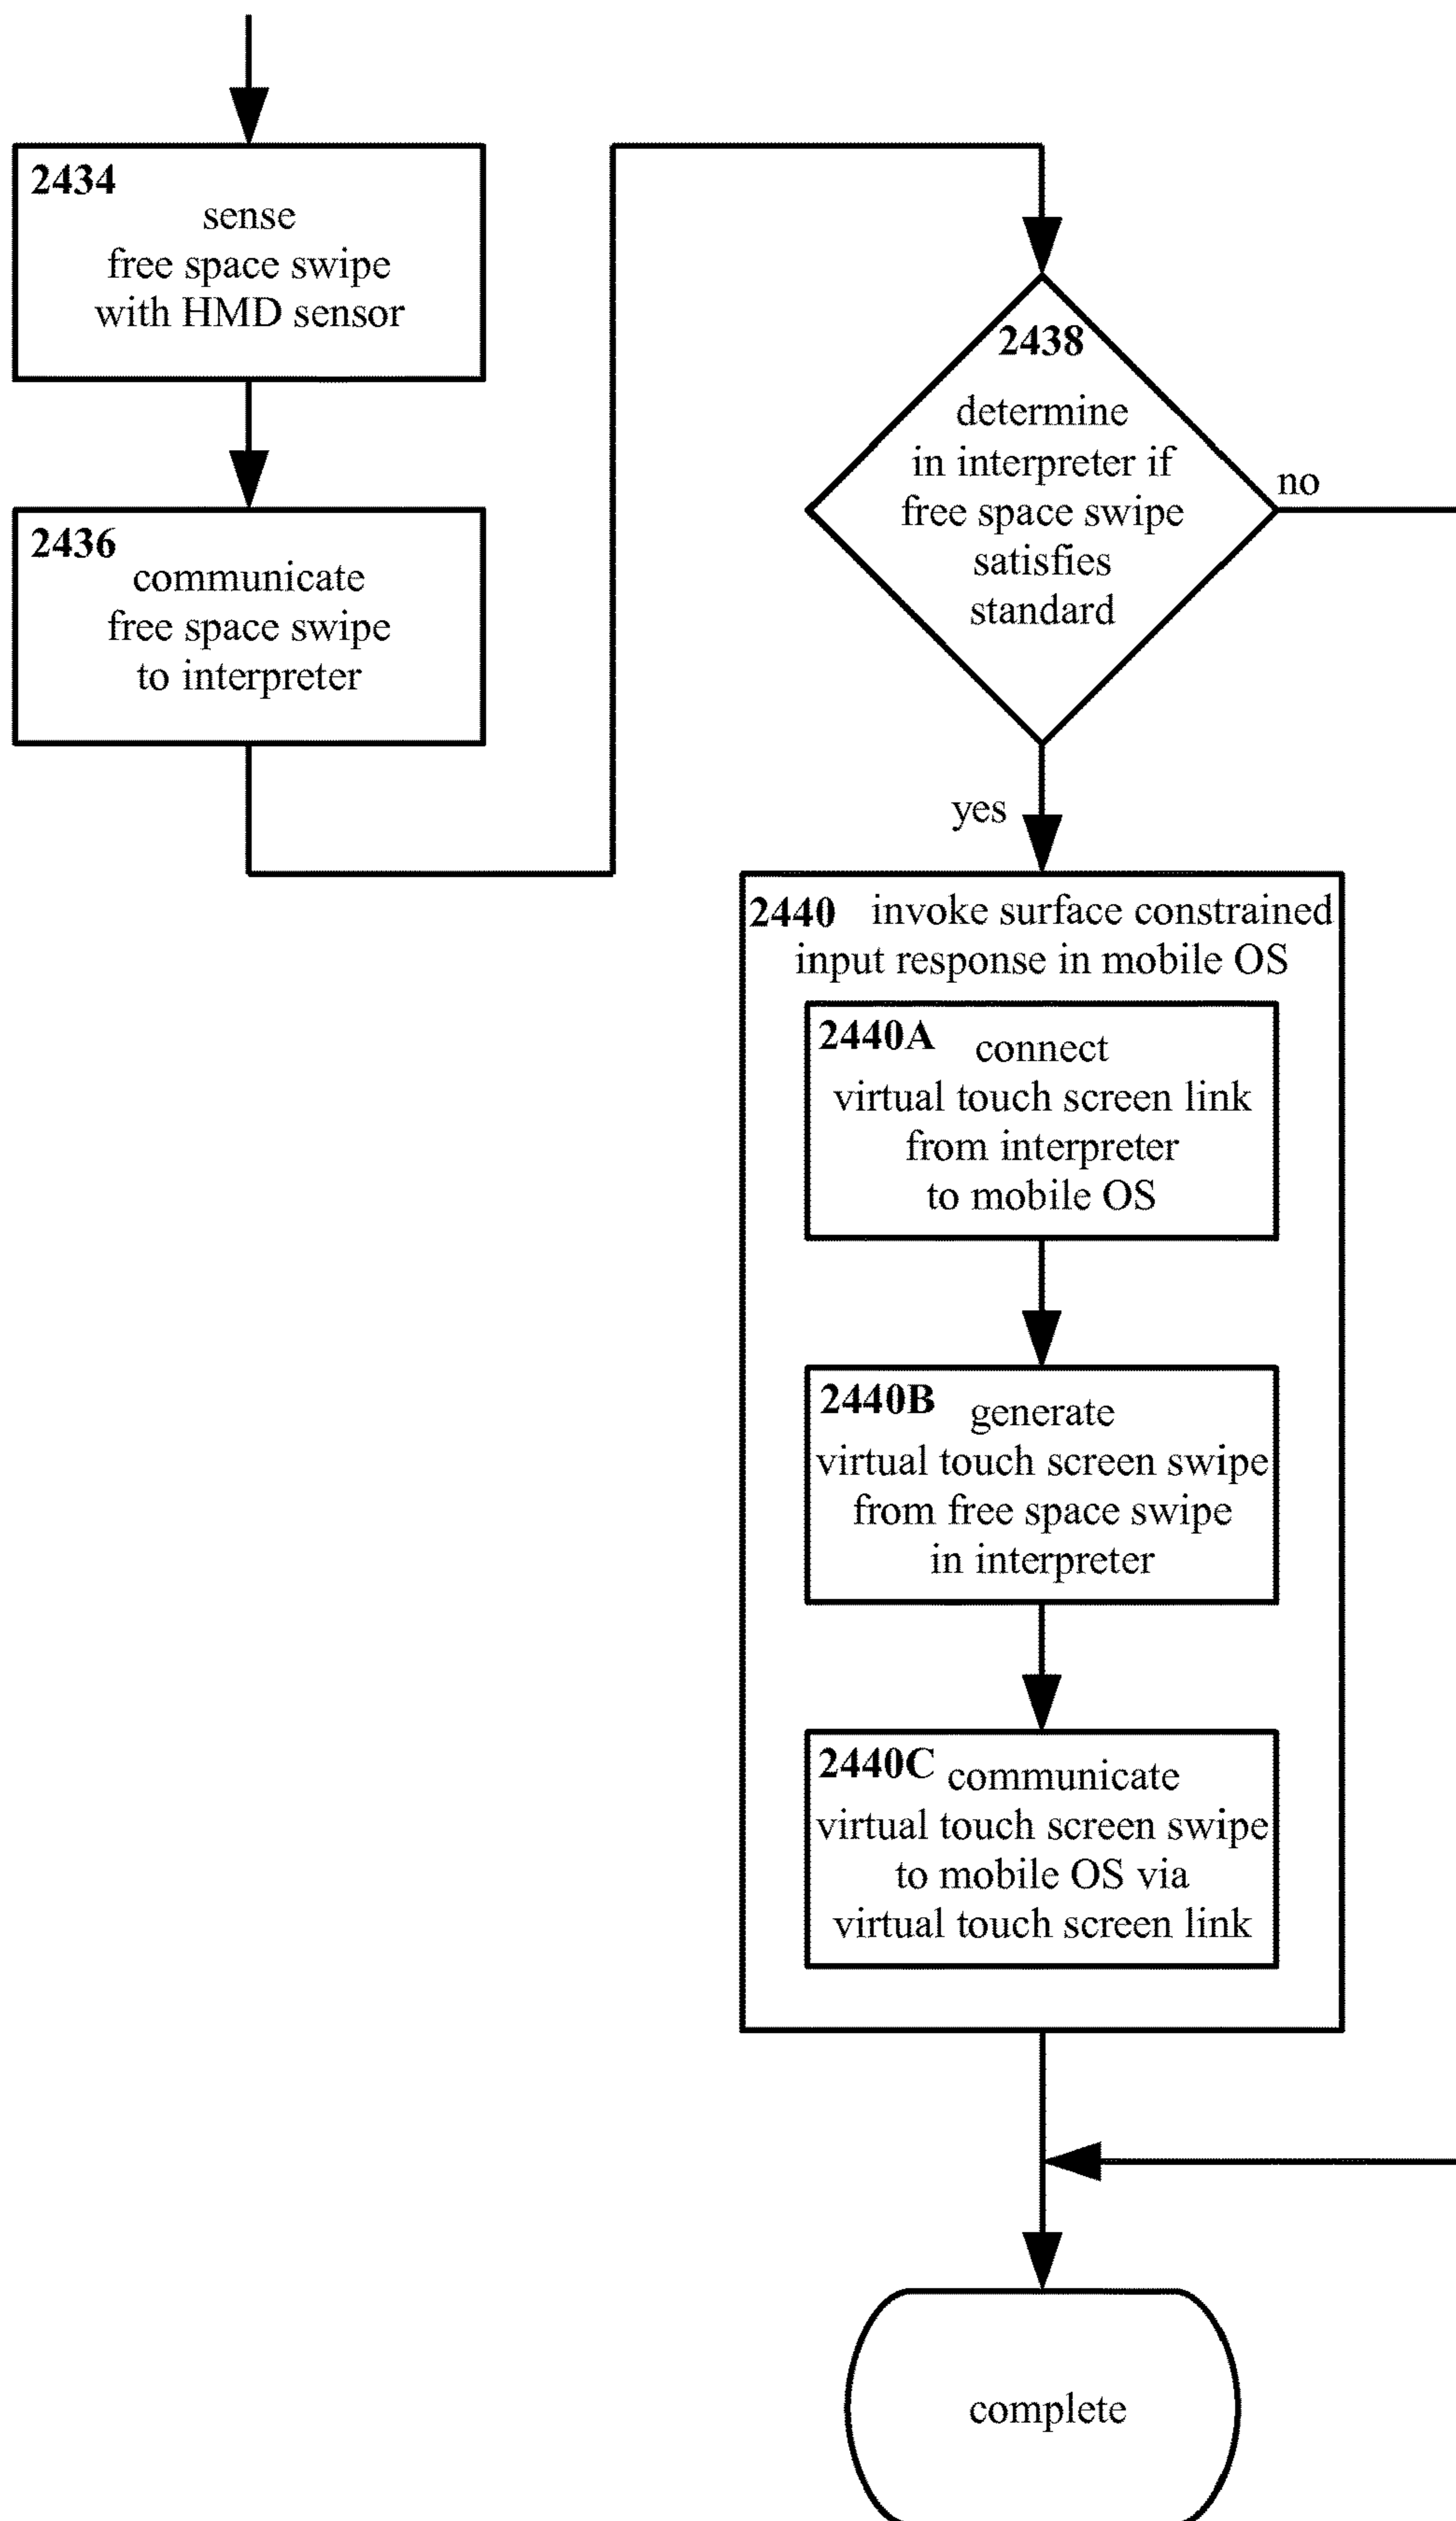 2434
sense
free space swipe
with HMD sensor
2436
communicate
free space swipe
to interpreter
2438
determine
in interpreter if
free space swipe
satisfies
standard
no
yes
2440 invoke surface constrained
input response in mobile OS
2440A connect
virtual touch screen link
from interpreter
to mobile OS
2440B generate
virtual touch screen swipe
from free space swipe
in interpreter
2440C communicate
virtual touch screen swipe
to mobile OS via
virtual touch screen link
complete